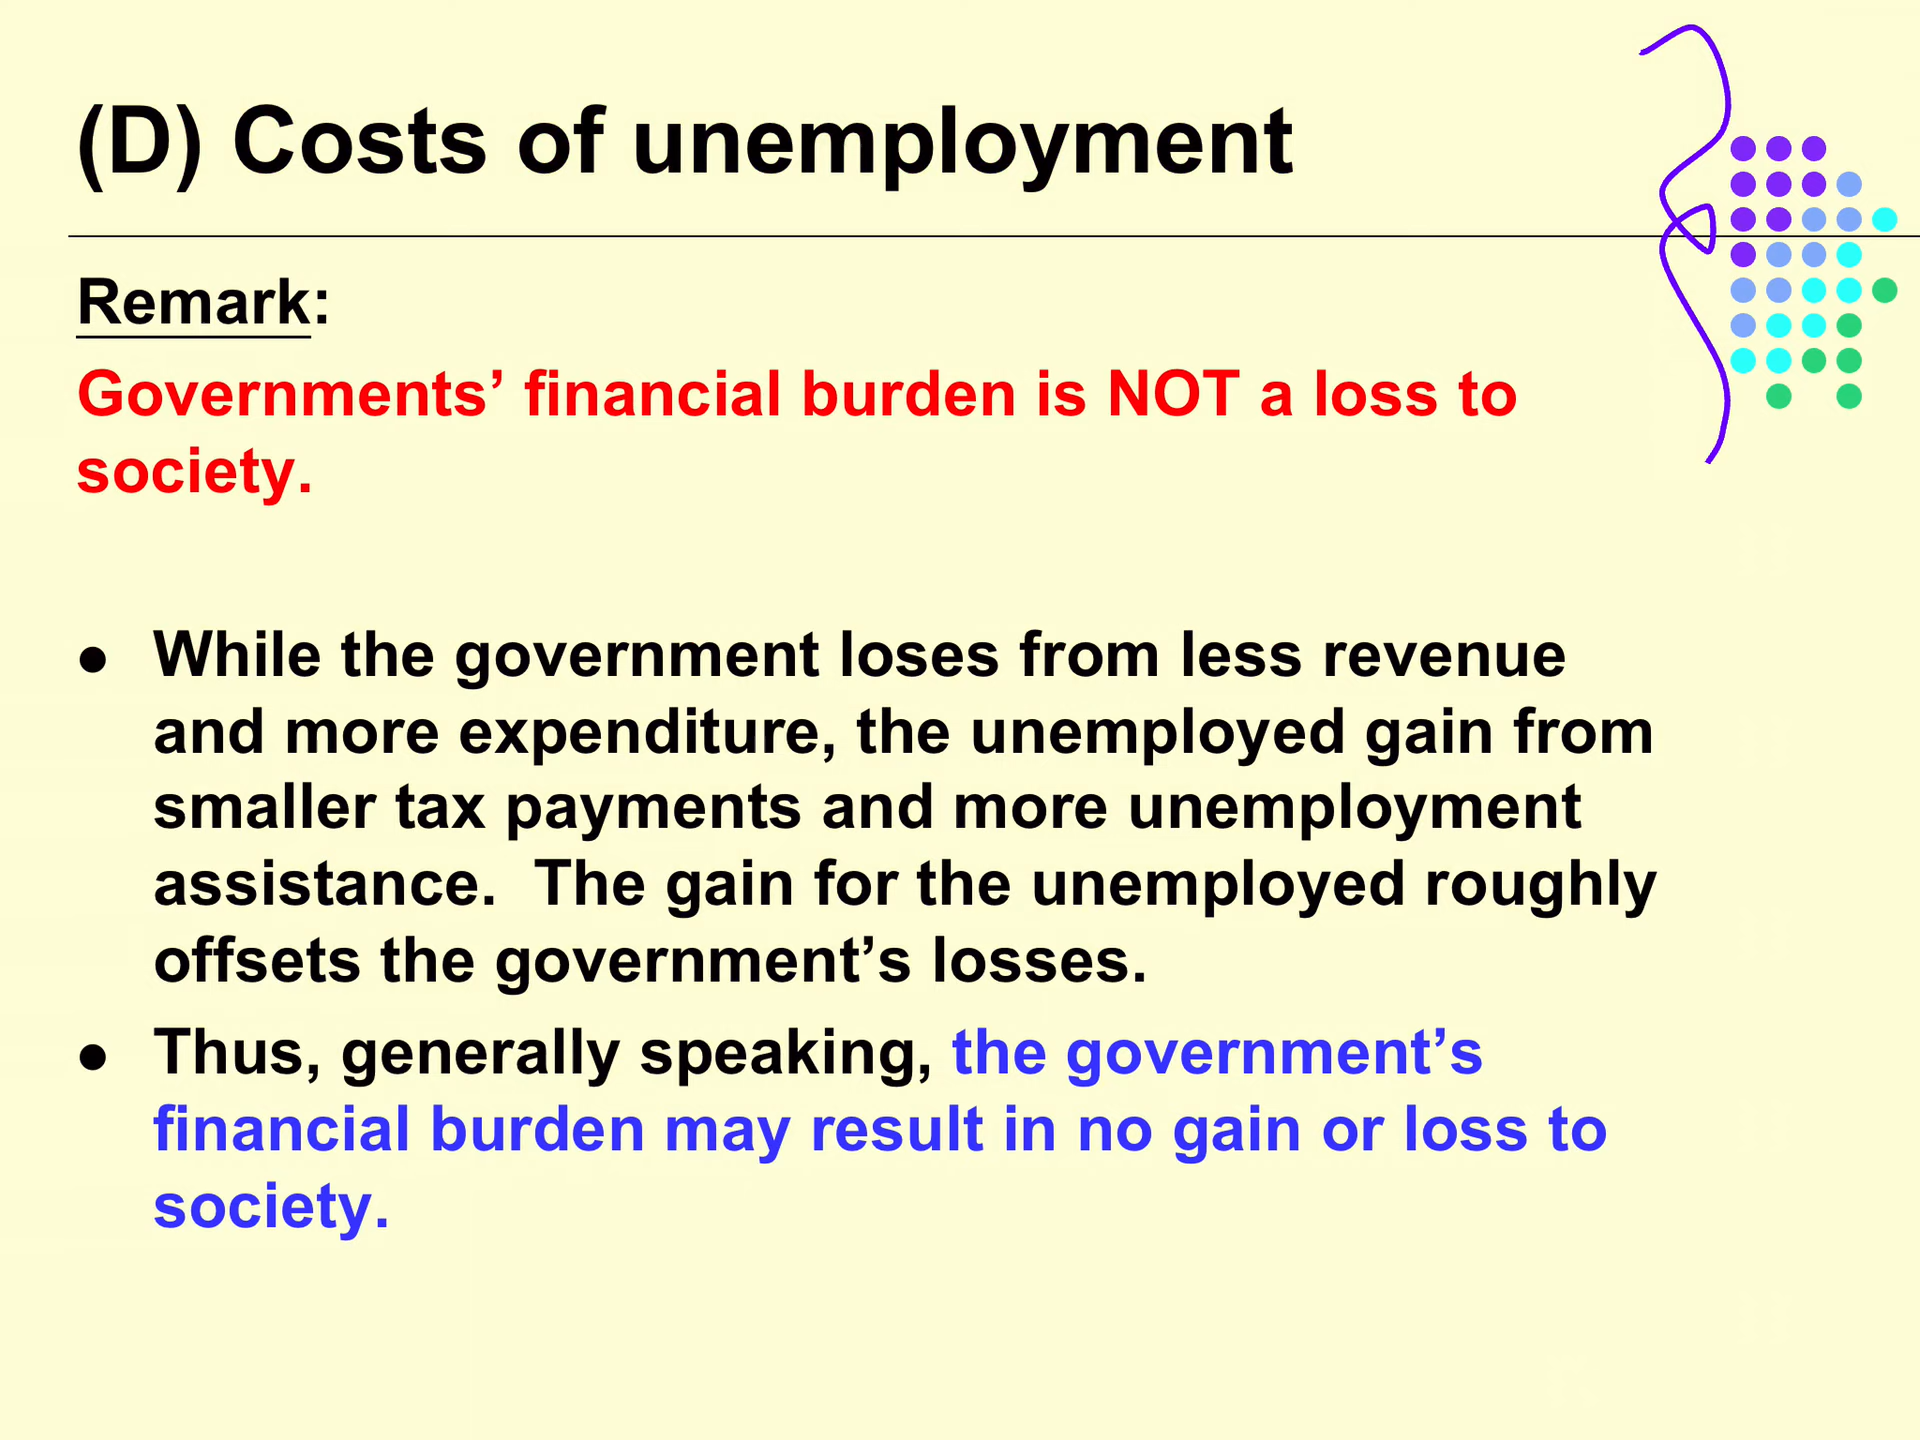 (D) Costs of unemployment
Remark:
Governments’ financial burden is NOT a loss to
society.
● While the government loses from less revenue
and more expenditure, the unemployed gain from
smaller tax payments and more unemployment
assistance.  The gain for the unemployed roughly
offsets the government’s losses.
● Thus, generally speaking, the government’s
financial burden may result in no gain or loss to
society.